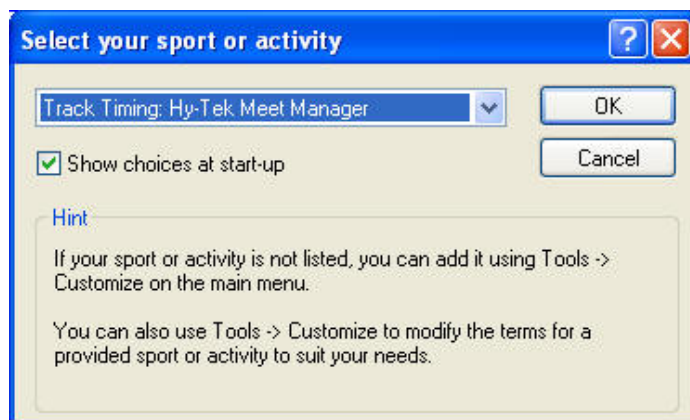 Select your sport or activity
Track Timing: Hy-Tek Meet Manager
OK
Show choices at start-up
Cancel
Hint
If your sport or activity is not listed, you can add it using Tools ->
Customize on the main menu.
You can also use Tools -> Customize to modify the terms for a
provided sport or activity to suit your needs.